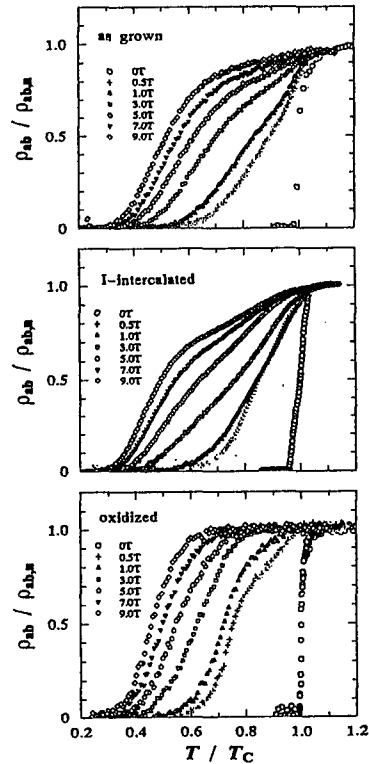 as grown
1.0
0.5
0
ρab / ρab,n
0T
0.5T
1.0T
3.0T
5.0T
7.0T
9.0T
I-intercalated
1.0
0.5
0
ρab / ρab,n
0T
0.5T
1.0T
3.0T
5.0T
7.0T
9.0T
oxidized
1.0
0.5
0
ρab / ρab,n
0T
0.5T
1.0T
3.0T
5.0T
7.0T
9.0T
0.2 0.4 0.6 0.8 1.0 1.2
T / TC